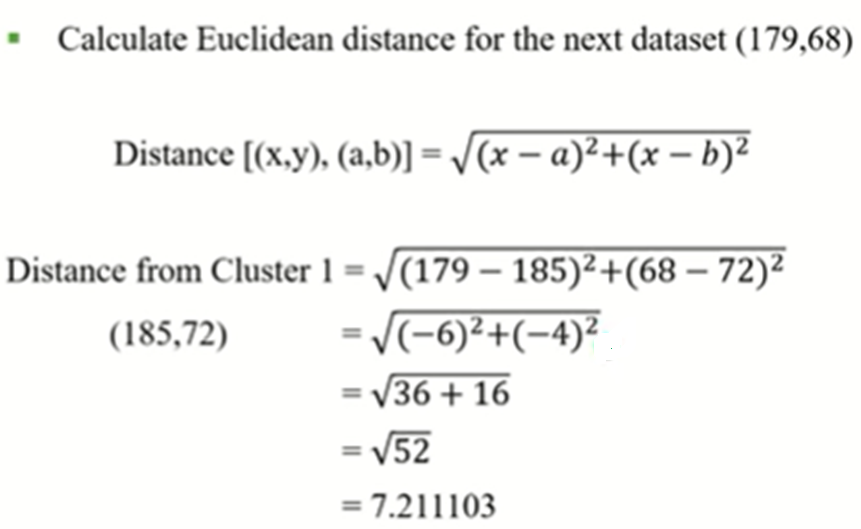 ▪ Calculate Euclidean distance for the next dataset (179,68)
Distance [(x,y), (a,b)] = √(x − a)²+(x − b)²
Distance from Cluster 1 = √(179 − 185)²+(68 − 72)²
(185,72) = √(−6)²+(−4)²
= √36 + 16
= √52
= 7.211103